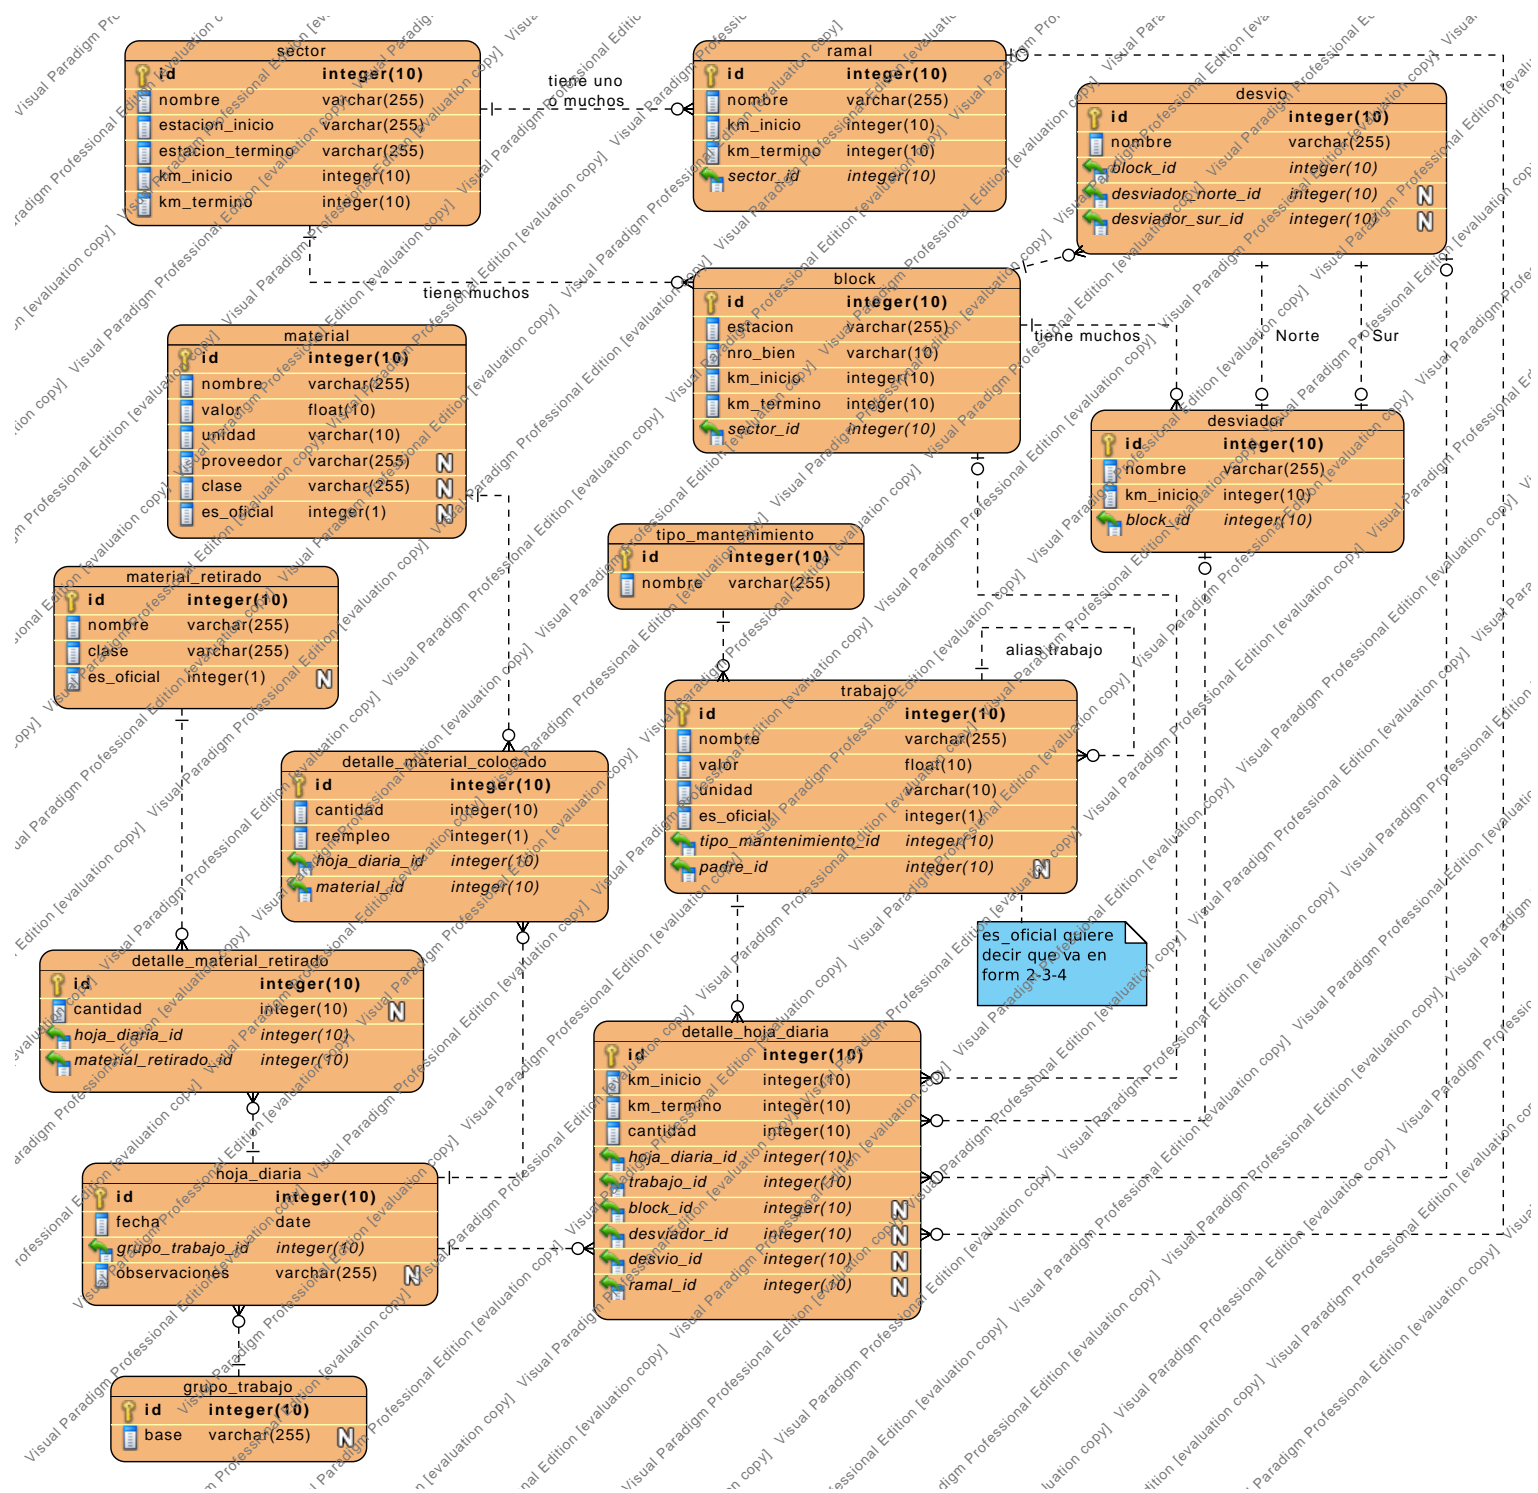 sector
id integer(10)
nombre varchar(255)
estacion_inicio varchar(255)
estacion_termino varchar(255)
km_inicio integer(10)
km_termino integer(10)
tiene uno
o muchos
ramal
id integer(10)
nombre varchar(255)
km_inicio integer(10)
km_termino integer(10)
sector_id integer(10)
desvio
id integer(10)
nombre varchar(255)
block_id integer(10)
desviador_norte_id integer(10) N
desviador_sur_id integer(10) N
tiene muchos
block
id integer(10)
estacion varchar(255)
nro_bien varchar(10)
km_inicio integer(10)
km_termino integer(10)
sector_id integer(10)
tiene muchos
Norte
Sur
material
id integer(10)
nombre varchar(255)
valor float(10)
unidad varchar(10)
proveedor varchar(255) N
clase varchar(255) N
es_oficial integer(1) N
desviador
id integer(10)
nombre varchar(255)
km_inicio integer(10)
block_id integer(10)
tipo_mantenimiento
id integer(10)
nombre varchar(255)
material_retirado
id integer(10)
nombre varchar(255)
clase varchar(255)
es_oficial integer(1) N
alias trabajo
trabajo
id integer(10)
nombre varchar(255)
valor float(10)
unidad varchar(10)
es_oficial integer(1)
tipo_mantenimiento_id integer(10)
padre_id integer(10) N
detalle_material_colocado
id integer(10)
cantidad integer(10)
reempleo integer(1)
hoja_diaria_id integer(10)
material_id integer(10)
es_oficial quiere
decir que va en
form 2-3-4
detalle_material_retirado
id integer(10)
cantidad integer(10) N
hoja_diaria_id integer(10)
material_retirado_id integer(10)
detalle_hoja_diaria
id integer(10)
km_inicio integer(10)
km_termino integer(10)
cantidad integer(10)
hoja_diaria_id integer(10)
trabajo_id integer(10)
block_id integer(10) N
desviador_id integer(10) N
desvio_id integer(10) N
ramal_id integer(10) N
hoja_diaria
id integer(10)
fecha date
grupo_trabajo_id integer(10)
observaciones varchar(255) N
grupo_trabajo
id integer(10)
base varchar(255) N
Visual Paradigm Professional Edition [evaluation copy]